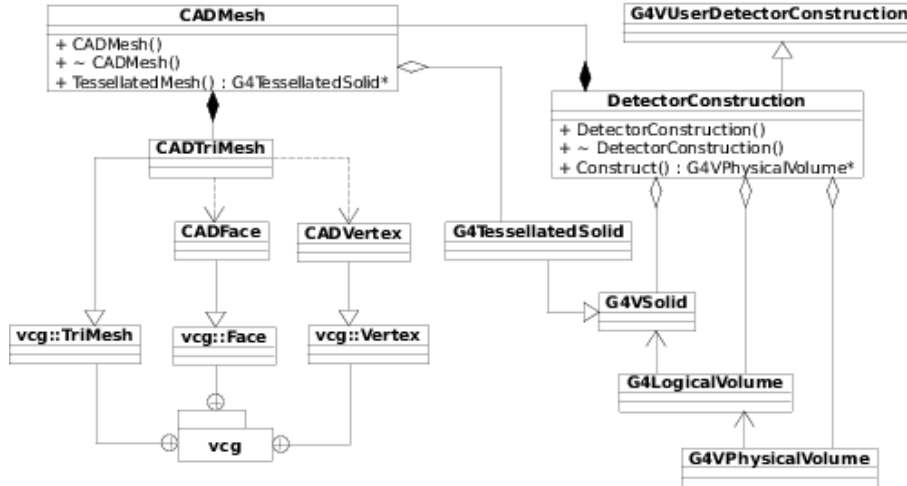 CADMesh
+ CADMesh()
+ ~ CADMesh()
+ TessellatedMesh() : G4TessellatedSolid*
G4VUserDetectorConstruction
DetectorConstruction
+ DetectorConstruction()
+ ~ DetectorConstruction()
+ Construct() : G4VPhysicalVolume*
CADTriMesh
CADFace
CADVertex
G4TessellatedSolid
G4VSolid
vcg::TriMesh
vcg::Face
vcg::Vertex
G4LogicalVolume
vcg
G4VPhysicalVolume